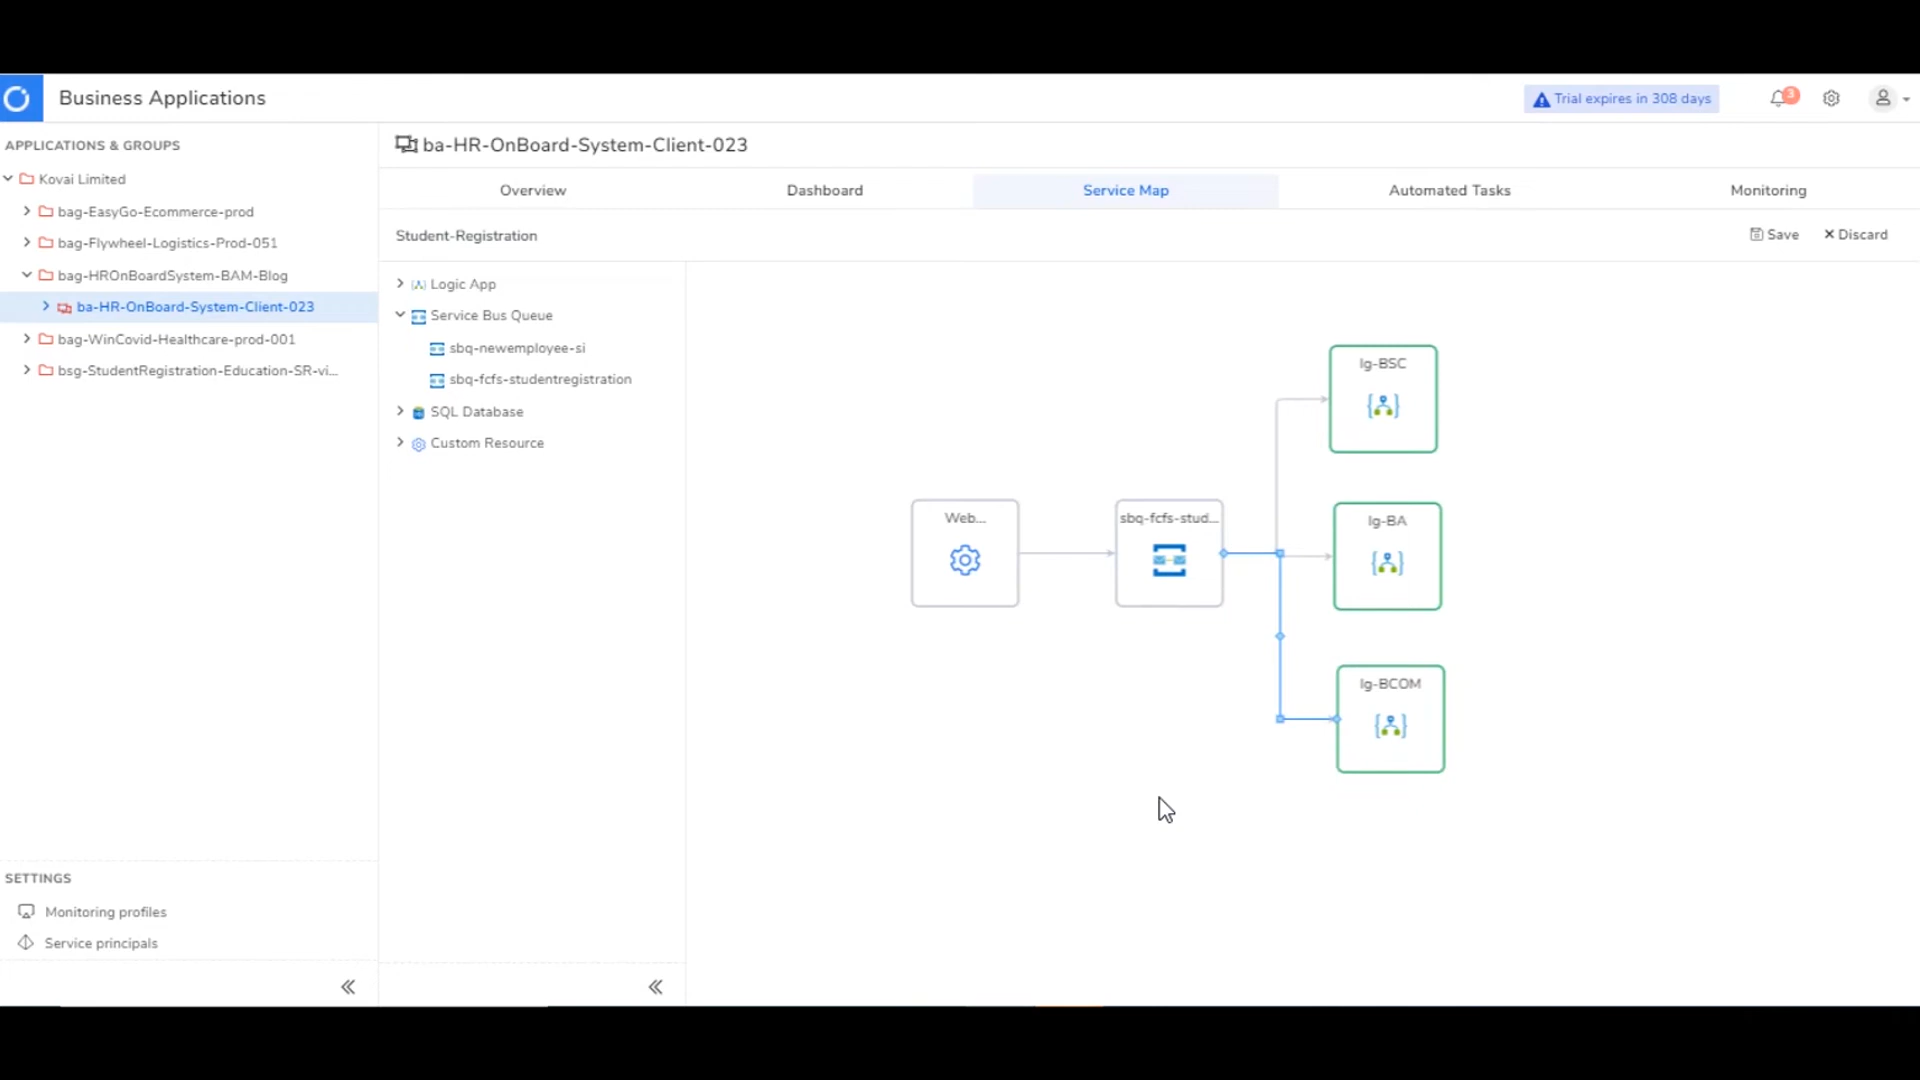 Business Applications
Trial expires in 308 days
3
APPLICATIONS & GROUPS
Kovai Limited
bag-EasyGo-Ecommerce-prod
bag-Flywheel-Logistics-Prod-051
bag-HROnBoardSystem-BAM-Blog
ba-HR-OnBoard-System-Client-023
bag-WinCovid-Healthcare-prod-001
bsg-StudentRegistration-Education-SR-vi...
SETTINGS
Monitoring profiles
Service principals
ba-HR-OnBoard-System-Client-023
Overview
Dashboard
Service Map
Automated Tasks
Monitoring
Student-Registration
Save
Discard
Logic App
Service Bus Queue
sbq-newemployee-si
sbq-fcfs-studentregistration
SQL Database
Custom Resource
Web...
sbq-fcfs-stud...
lg-BSC
lg-BA
lg-BCOM